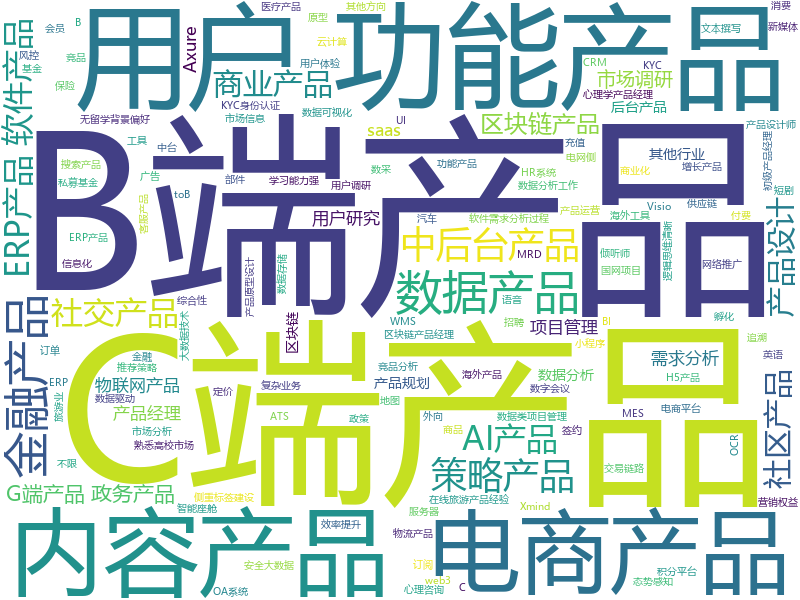 用户
功能产品
B端产品
C端产品
内容产品
电商产品
软件产品
ERP产品
金融产品
商业产品
Axure
医疗产品
原型
其他方向
云计算
用户体验
消费
新媒体
文本撰写
CRM
KYC
市场调研
心理学产品经理
后台产品
产品设计师
初级产品经理
会员
B
竞品
风控
基金
保险
无留学背景偏好
KYC身份认证
市场信息
数据可视化
UI
saas
区块链产品
充值
电网侧
其他行业
商业化
增长产品
短剧
工具
中台
搜索产品
私募基金
广告
客服产品
toB
部件
学习能力强
用户调研
功能产品
数采
HR系统
数据分析工作
用户研究
汽车
软件需求分析过程
产品运营
海外工具
Visio
供应链
付费
ERP产品
信息化
产品原型设计
数据存储
中后台产品
MRD
倾听师
国网项目
逻辑思维清晰
网络推广
产品设计
综合性
数据产品
语音
社交产品
大数据技术
区块链
WMS
招聘
项目管理
区块链产品经理
BI
小程序
孵化
追溯
订单
金融
推荐策略
ERP
旅游业
数据驱动
物联网产品
定价
复杂业务
竞品分析
海外产品
产品规划
数据分析
数字会议
需求分析
H5产品
英语
社区产品
产品经理
市场分析
熟悉高校市场
不限
ATS
政策
地图
外向
数据类项目管理
商品
签约
MES
电商平台
AI产品
OCR
G端产品
政务产品
侧重标签建设
智能座舱
策略产品
交易链路
在线旅游产品经验
营销权益
服务器
Xmind
效率提升
物流产品
安全大数据
OA系统
订阅
web3
心理咨询
C
积分平台
态势感知